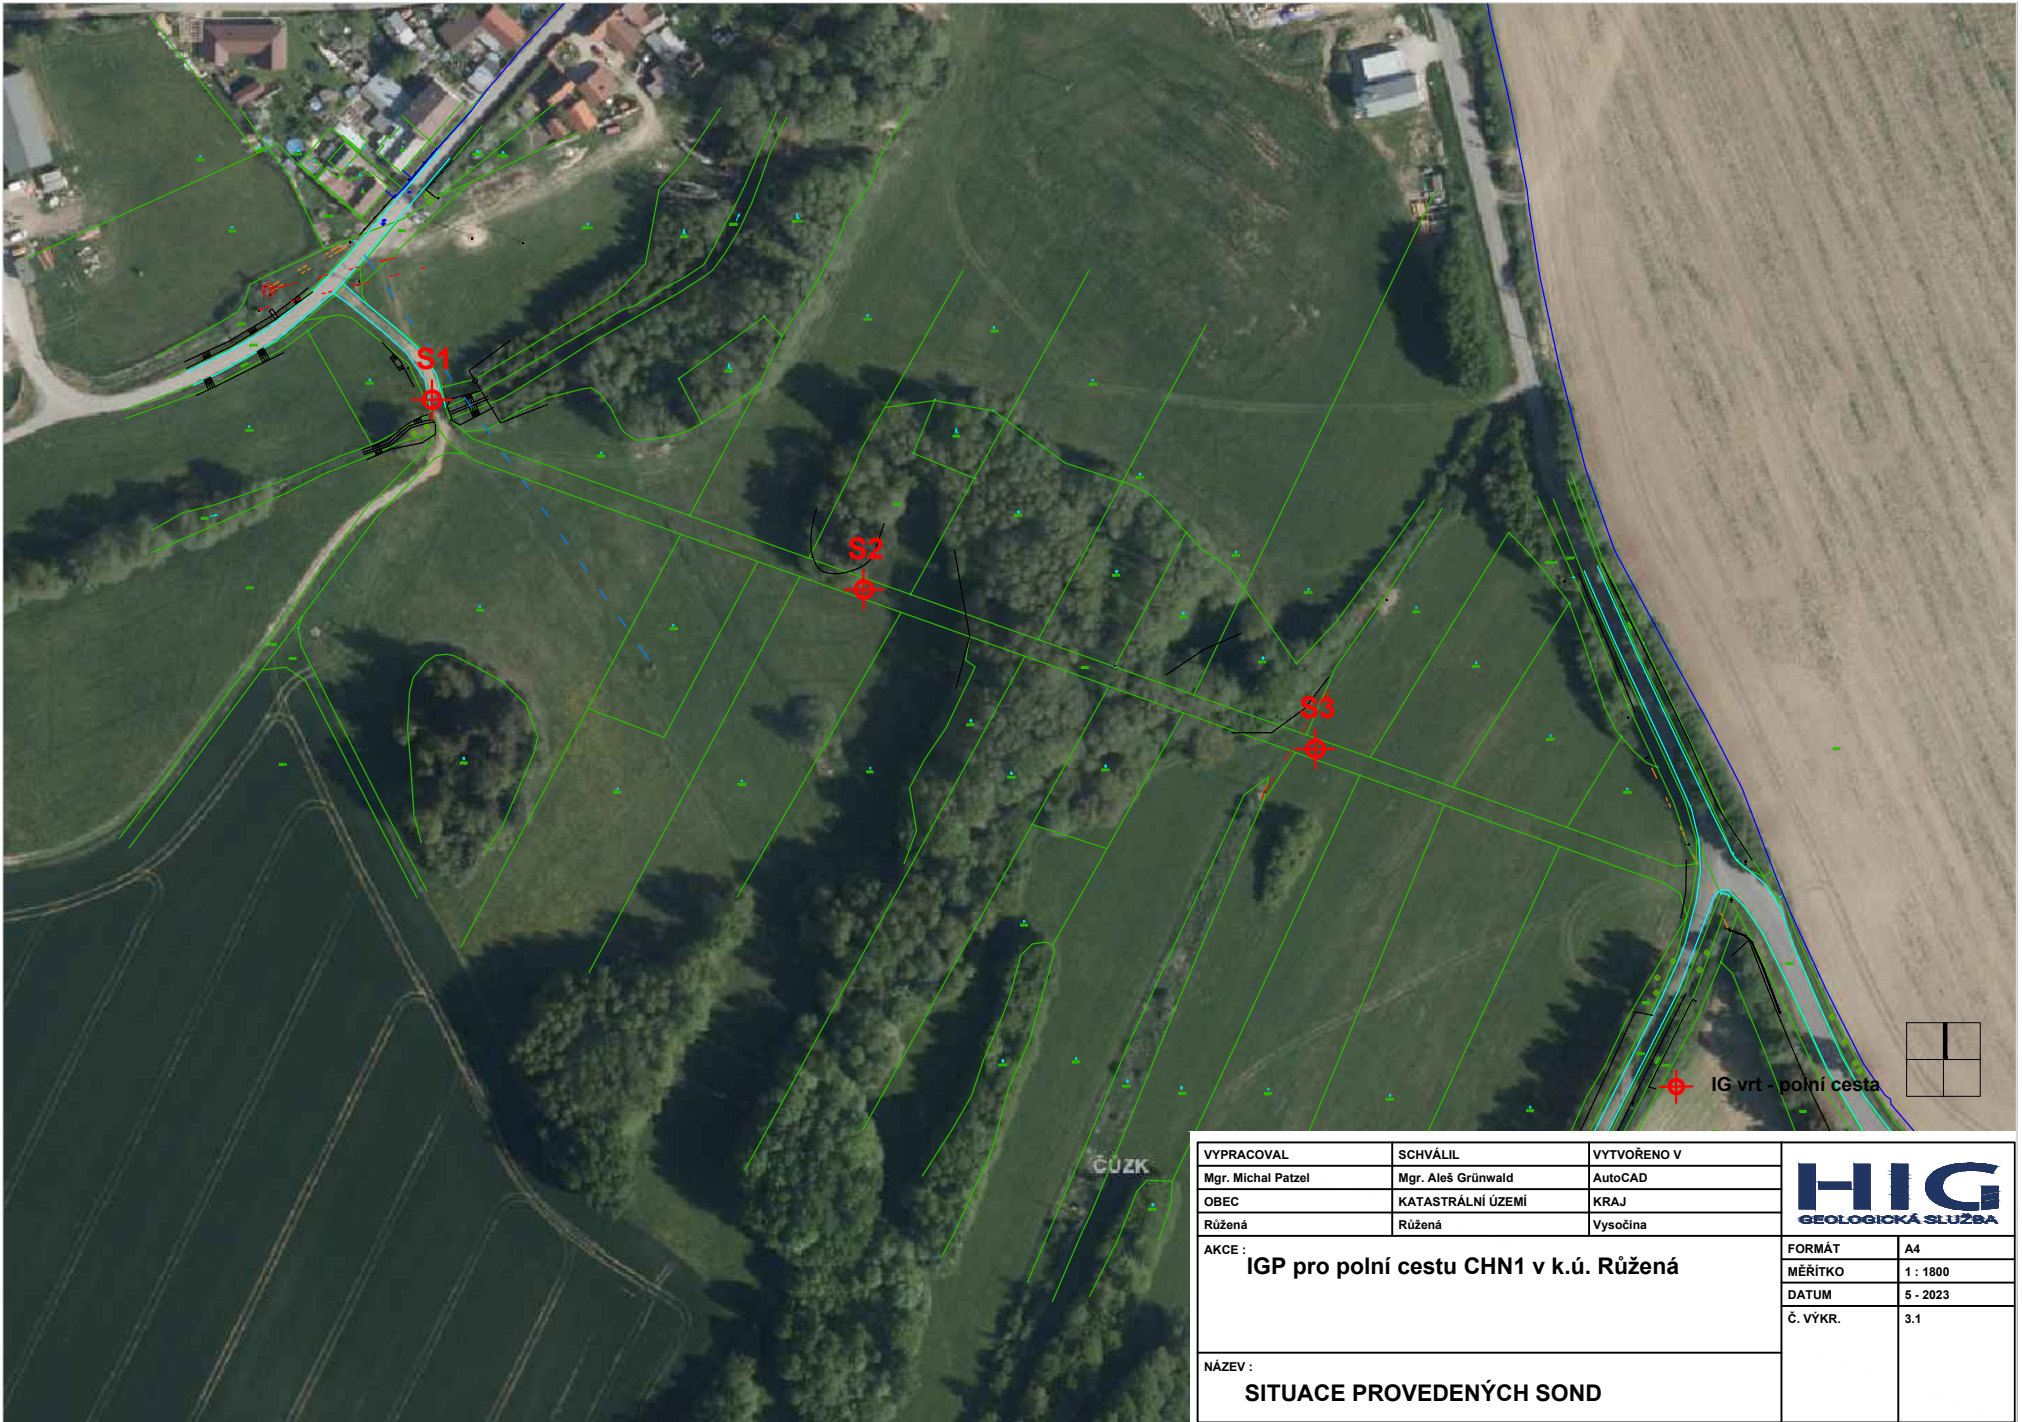 S1
S2
S3
IG vrt - polní cesta
ČÚZK
VYPRACOVAL SCHVÁLIL VYTVOŘENO V
Mgr. Michal Patzel Mgr. Aleš Grünwald AutoCAD
OBEC KATASTRÁLNÍ ÚZEMÍ KRAJ
Růžená Růžená Vysočina
HIG
GEOLOGICKÁ SLUŽBA
AKCE :
IGP pro polní cestu CHN1 v k.ú. Růžená
FORMÁT A4
MĚŘÍTKO 1 : 1800
DATUM 5 - 2023
Č. VÝKR. 3.1
NÁZEV :
SITUACE PROVEDENÝCH SOND